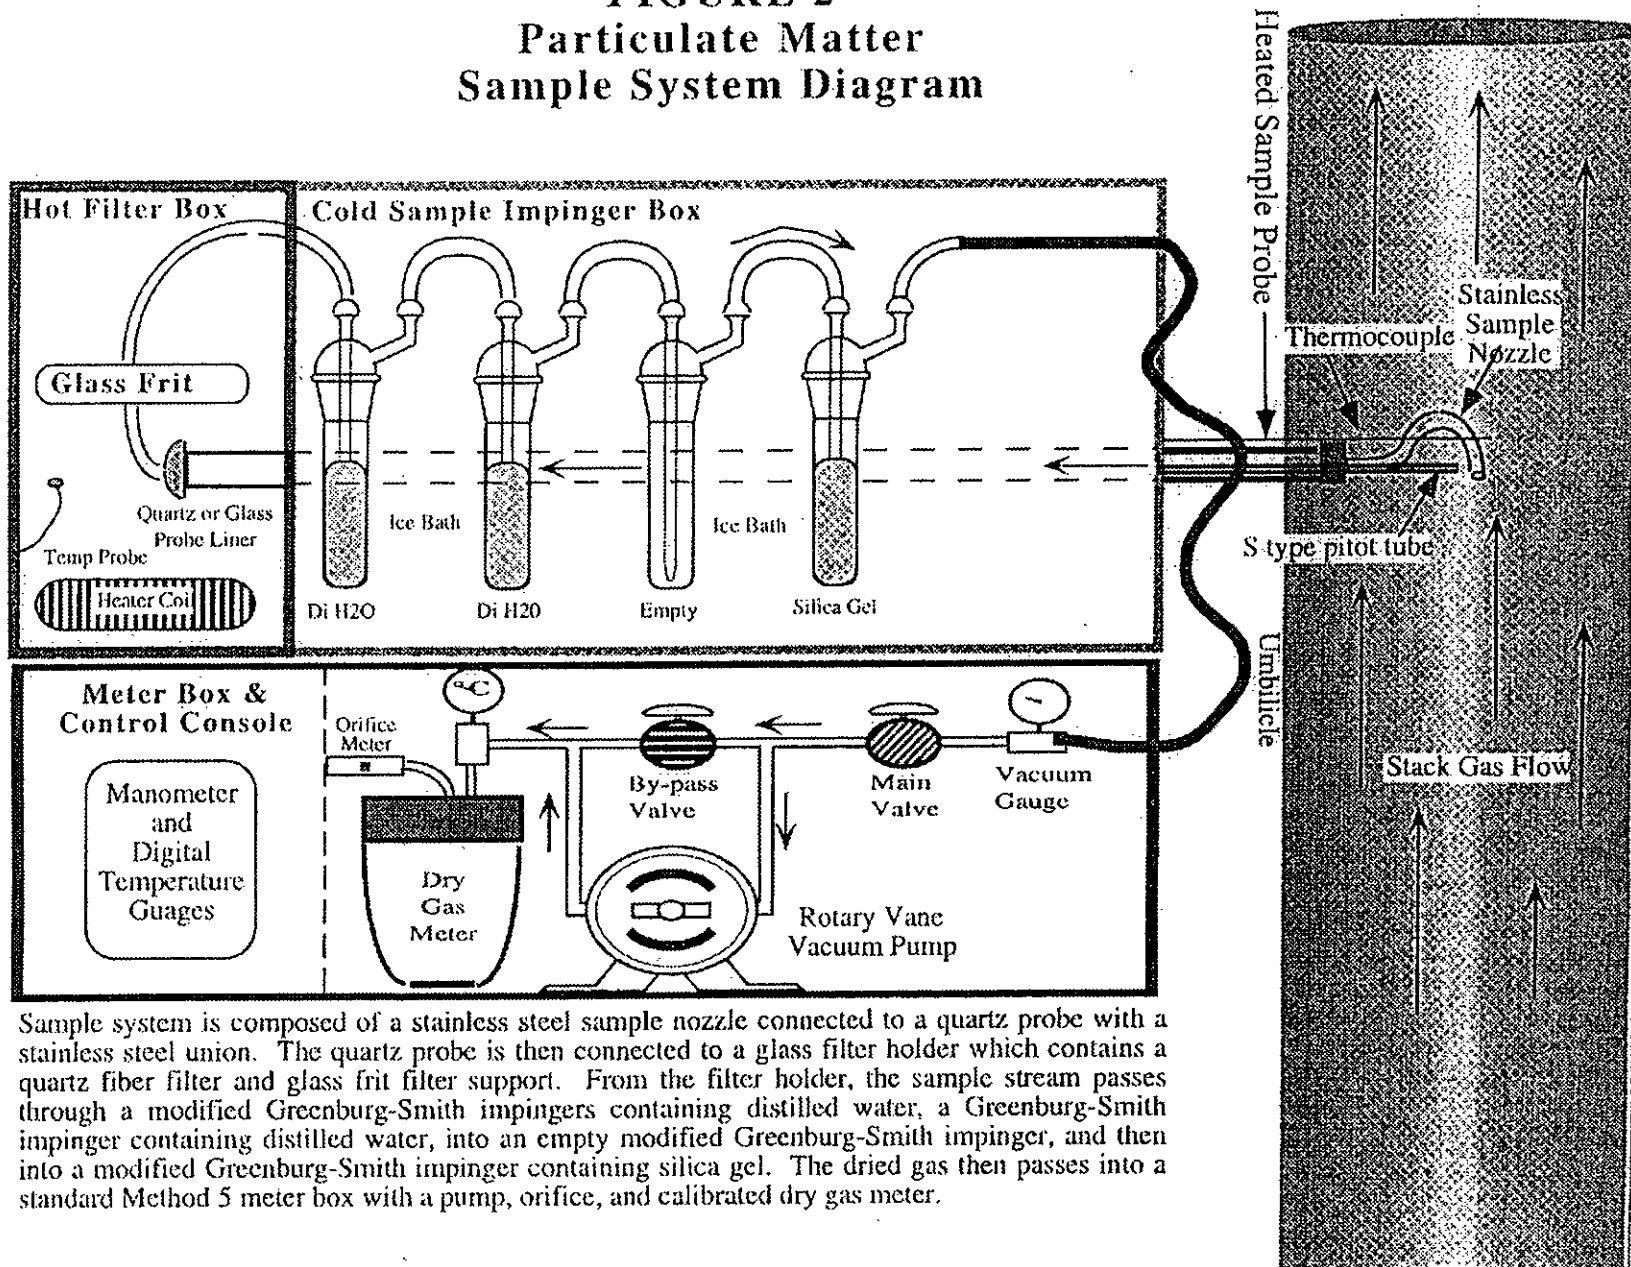 FIGURE 2
Particulate Matter
Sample System Diagram
Hot Filter Box
Cold Sample Impinger Box
Glass Frit
Quartz or Glass
Probe Liner
Temp Probe
Heater Coil
Ice Bath
Ice Bath
Di H2O
Di H20
Empty
Silica Gel
Heated Sample Probe
Thermocouple
Stainless
Sample
Nozzle
S type pitot tube
Umbilicle
Stack Gas Flow
Meter Box &
Control Console
Manometer
and
Digital
Temperature
Guages
Orifice
Meter
°C
Dry
Gas
Meter
By-pass
Valve
Main
Valve
Vacuum
Gauge
Rotary Vane
Vacuum Pump
Sample system is composed of a stainless steel sample nozzle connected to a quartz probe with a
stainless steel union. The quartz probe is then connected to a glass filter holder which contains a
quartz fiber filter and glass frit filter support. From the filter holder, the sample stream passes
through a modified Greenburg-Smith impingers containing distilled water, a Greenburg-Smith
impinger containing distilled water, into an empty modified Greenburg-Smith impinger, and then
into a modified Greenburg-Smith impinger containing silica gel. The dried gas then passes into a
standard Method 5 meter box with a pump, orifice, and calibrated dry gas meter.